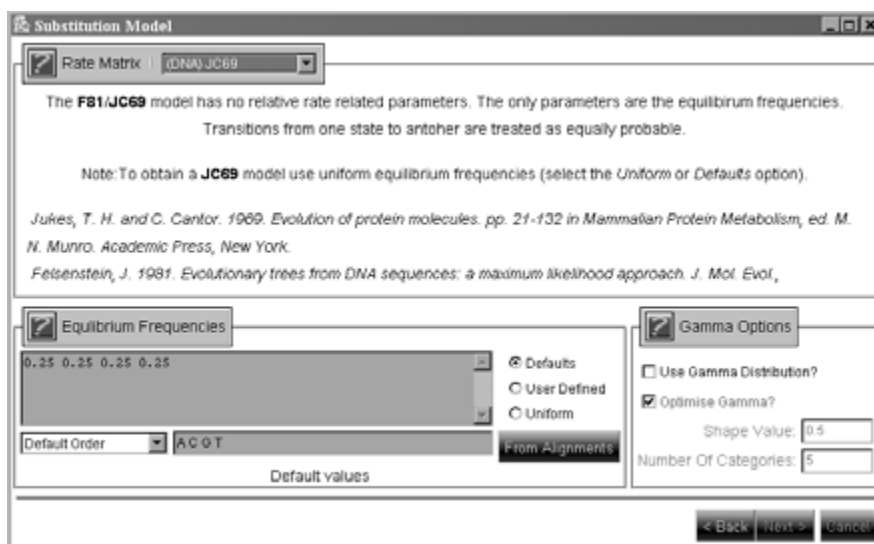 Substitution Model
Rate Matrix (DNA) JC69
The F81/JC69 model has no relative rate related parameters. The only parameters are the equilibirum frequencies.
Transitions from one state to antoher are treated as equally probable.
Note:To obtain a JC69 model use uniform equilibrium frequencies (select the Uniform or Defaults option).
Jukes, T. H. and C. Cantor. 1969. Evolution of protein molecules. pp. 21-132 in Mammalian Protein Metabolism, ed. M.
N. Munro. Academic Press, New York.
Felsenstein, J. 1981. Evolutionary trees from DNA sequences: a maximum likelihood approach. J. Mol. Evol.,
Equlibrium Frequencies
0.25 0.25 0.25 0.25
Defaults
User Defined
Uniform
Default Order
A C G T
From Alignments
Default values
Gamma Options
Use Gamma Distribution?
Optimise Gamma?
Shape Value: 0.5
Number Of Categories: 5
< Back Next > Cancel